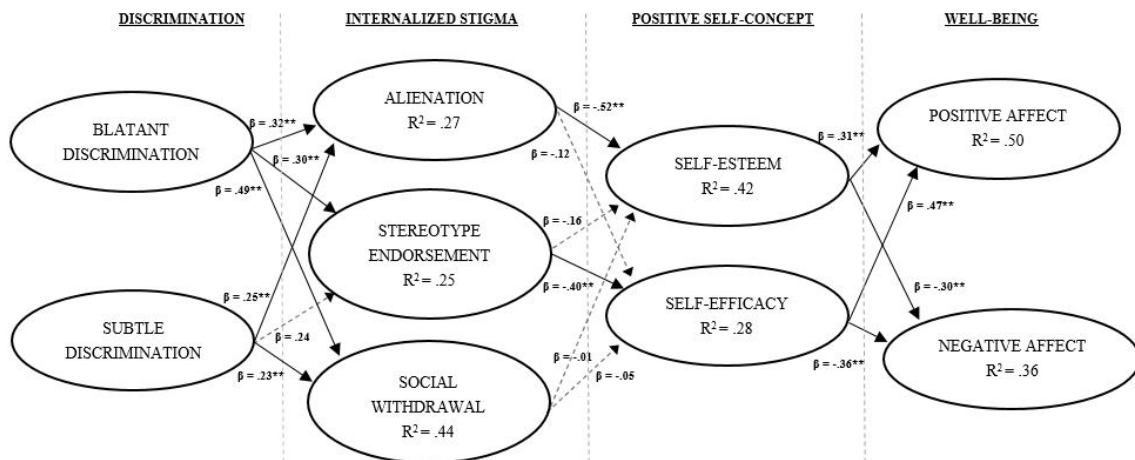 DISCRIMINATION
INTERNALIZED STIGMA
POSITIVE SELF-CONCEPT
WELL-BEING
BLATANT
DISCRIMINATION
SUBTLE
DISCRIMINATION
β = .32**
β = .30**
β = .49**
β = .25**
β = .24
β = .23**
ALIENATION
R² = .27
STEREOTYPE
ENDORSEMENT
R² = .25
SOCIAL
WITHDRAWAL
R² = .44
β = -.52**
β = -.12
β = -.16
β = -.40**
β = -.01
β = -.05
SELF-ESTEEM
R² = .42
SELF-EFFICACY
R² = .28
β = .31**
β = .47**
β = -.30**
β = -.36**
POSITIVE AFFECT
R² = .50
NEGATIVE AFFECT
R² = .36